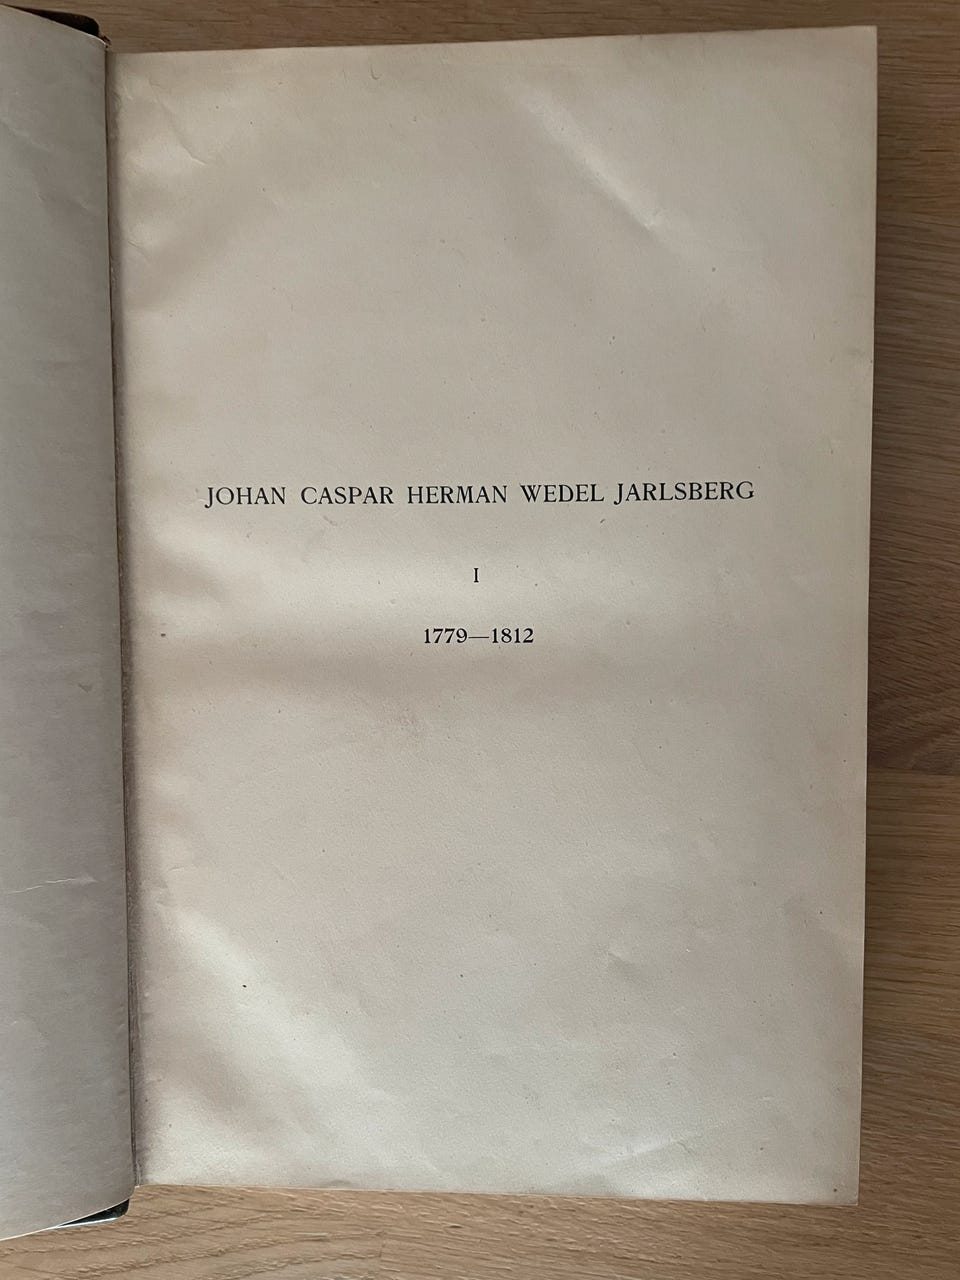 JOHAN CASPAR HERMAN WEDEL JARLSBERG
I
1779—1812